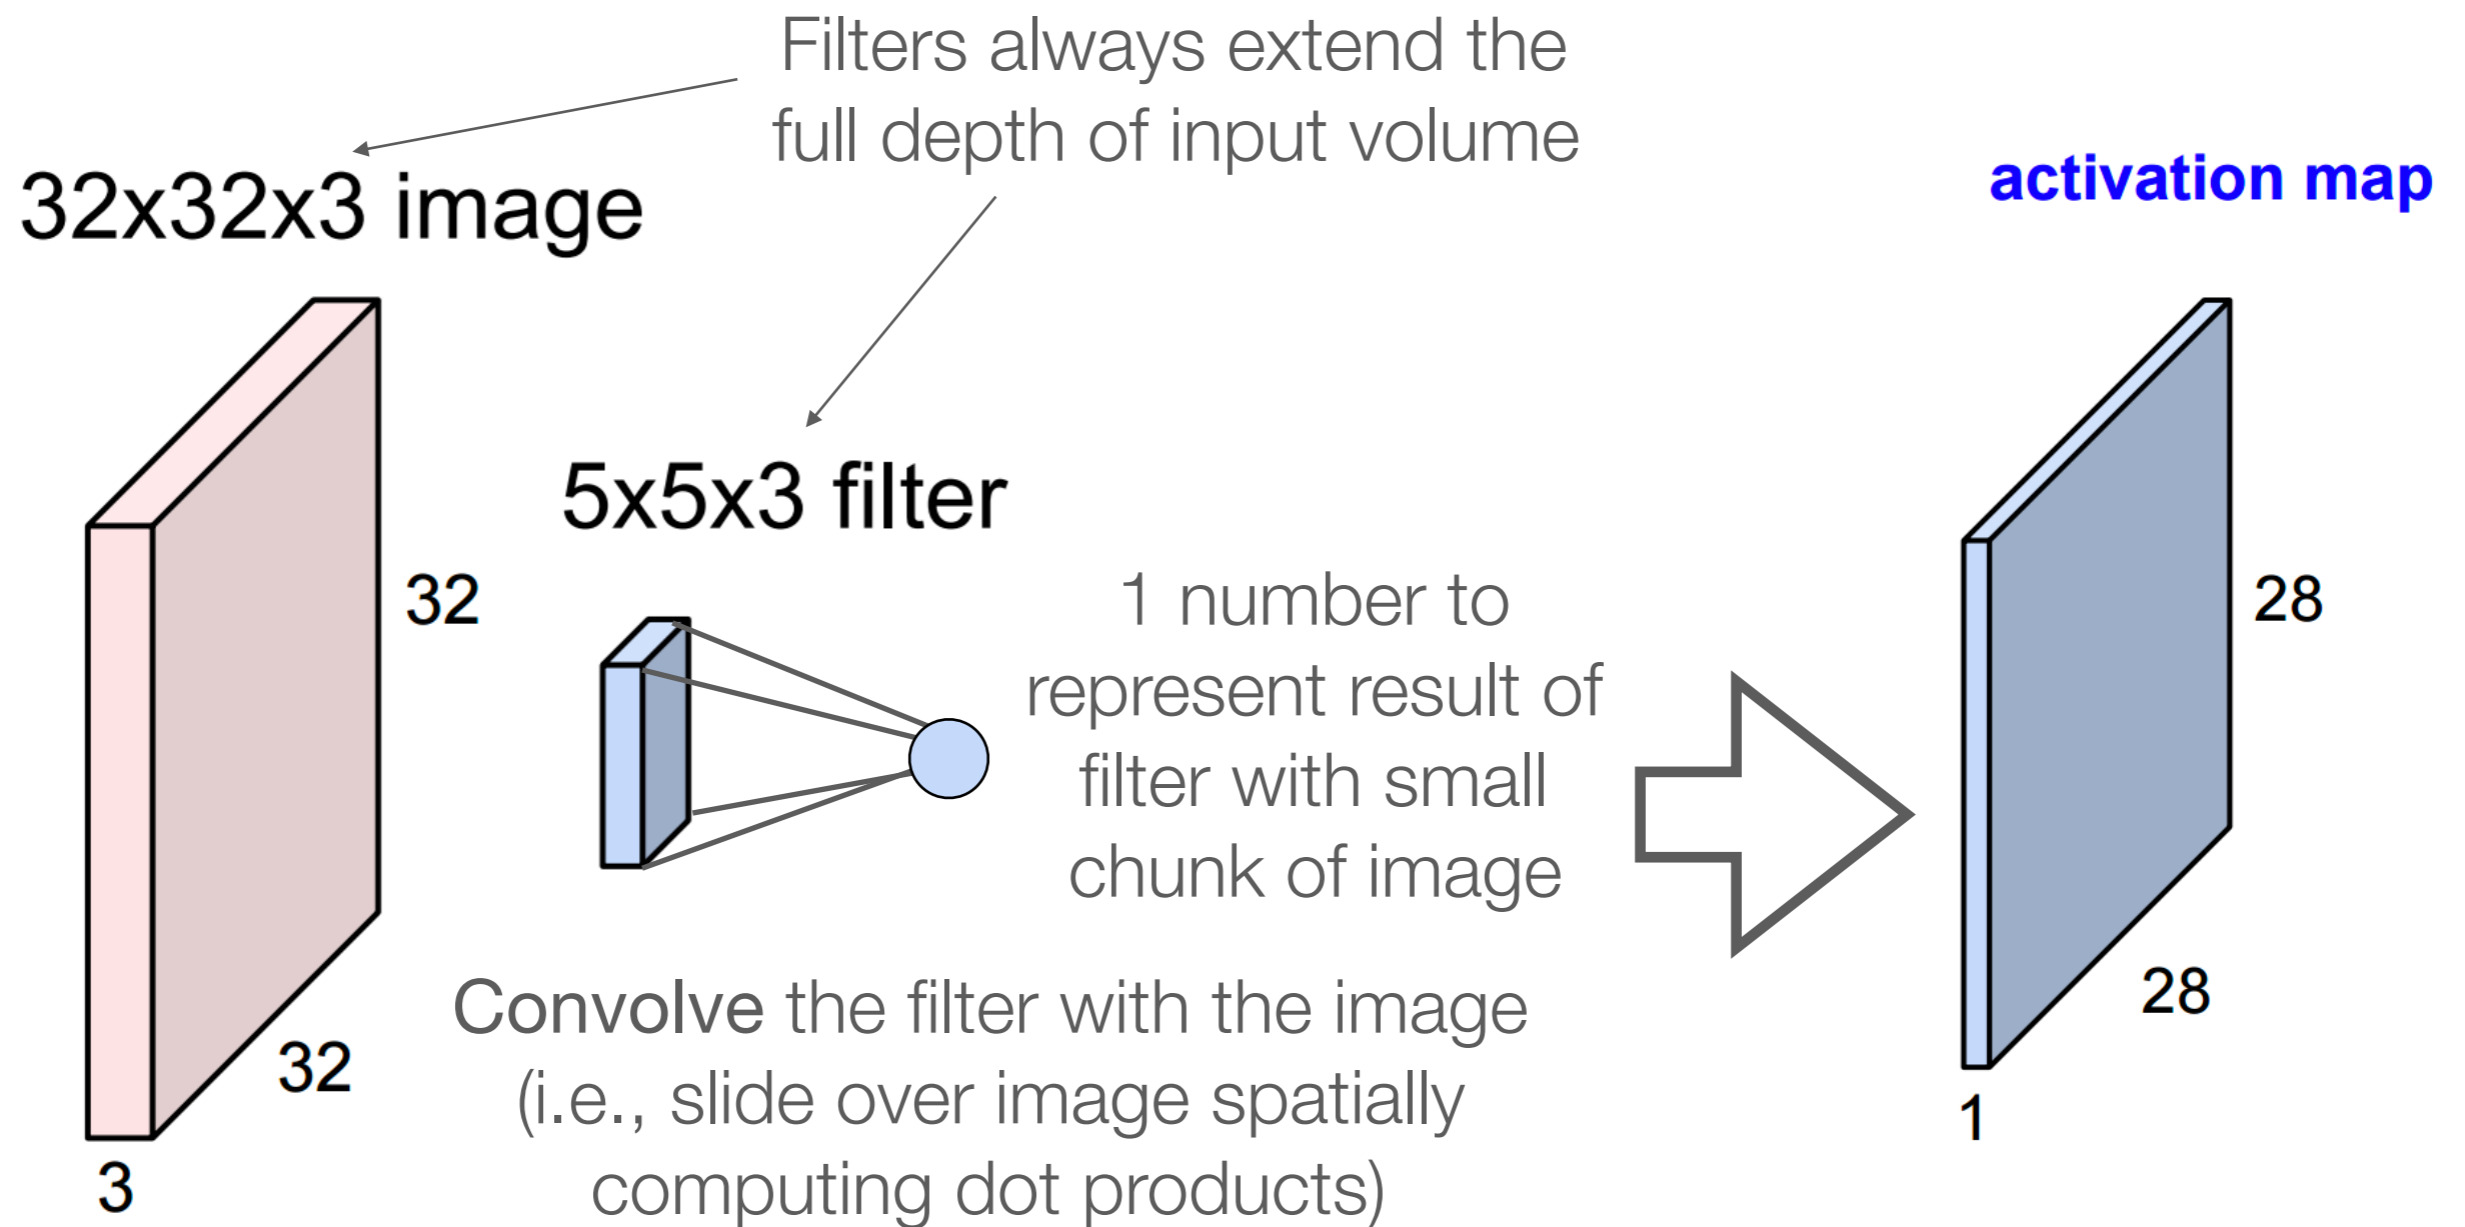 Filters always extend the
full depth of input volume
32x32x3 image
activation map
5x5x3 filter
32
32
3
1 number to
represent result of
filter with small
chunk of image
28
28
1
Convolve the filter with the image
(i.e., slide over image spatially
computing dot products)